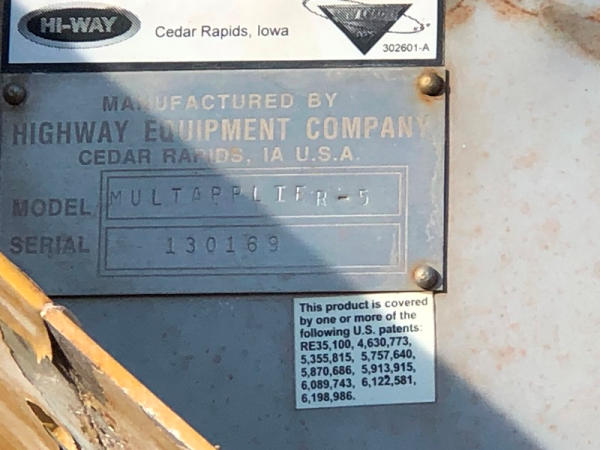 HI-WAY
Cedar Rapids, Iowa
302601-A
MANUFACTURED BY
HIGHWAY EQUIPMENT COMPANY
CEDAR RAPIDS, IA U.S.A.
MODEL MULTAPPLIER-5
SERIAL 130169
This product is covered
by one or more of the
following U.S. patents:
RE35,100, 4,630,773,
5,355,815, 5,757,640,
5,870,686, 5,913,915,
6,089,743, 6,122,581,
6,198,986.